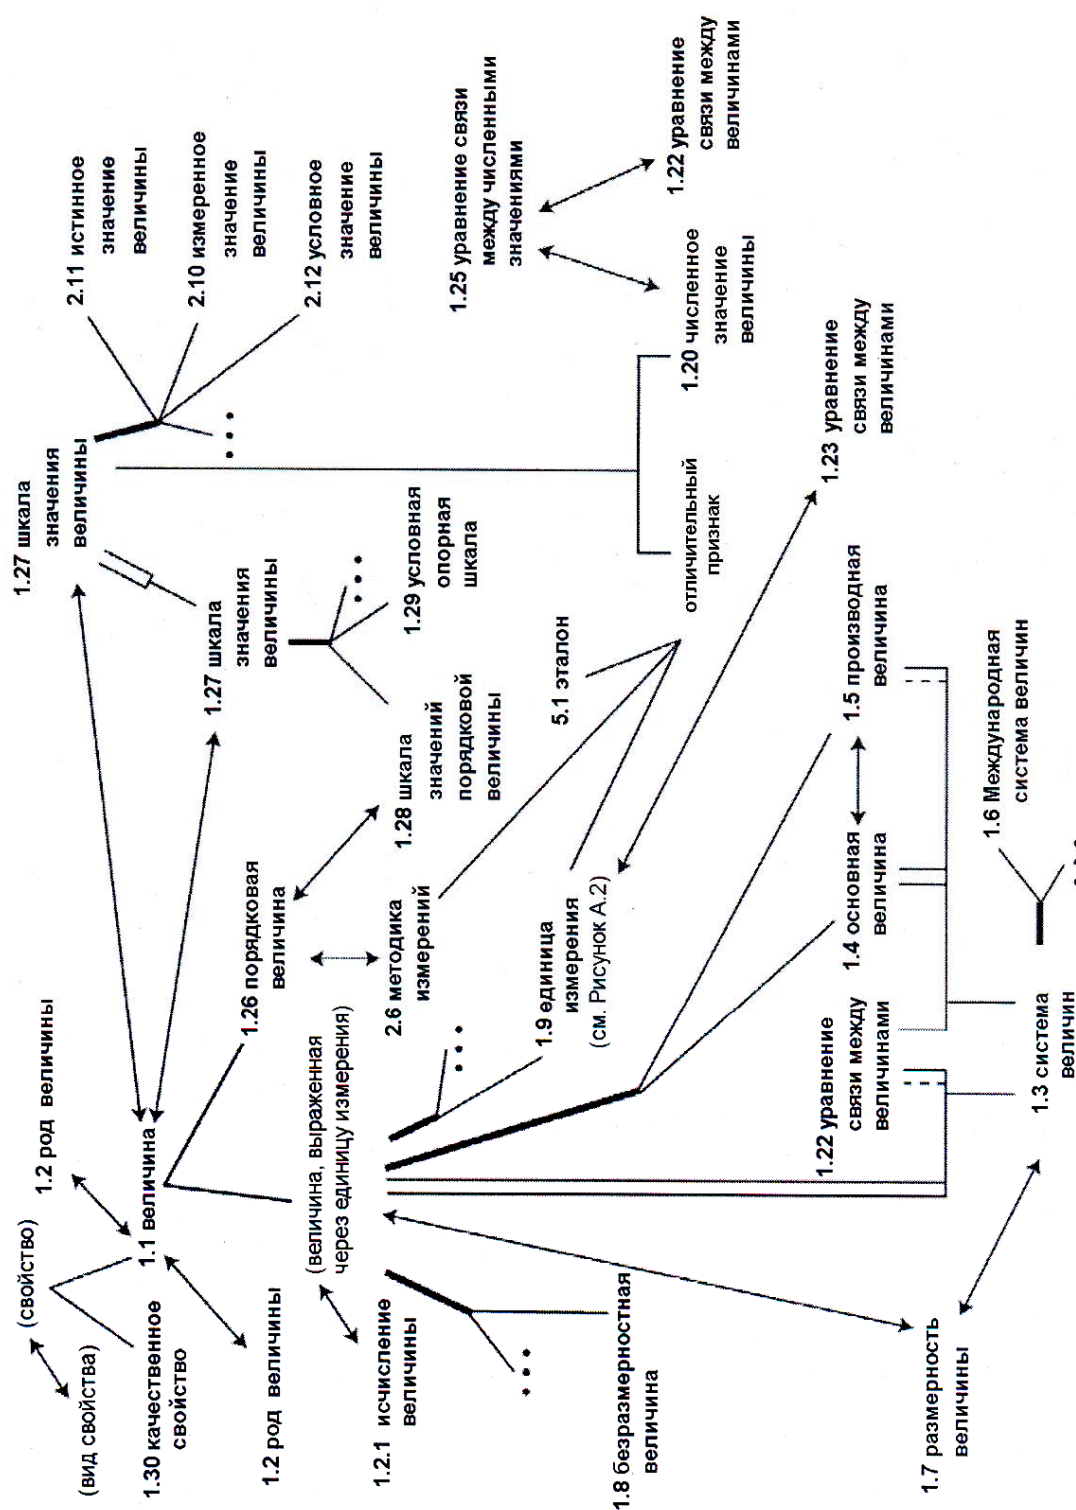 (свойство)
(вид свойства)
1.30 качественное
свойство
1.1 величина
1.2 род величины
1.2 род величины
(величина, выраженная
через единицу измерения)
1.2.1 исчисление
величины
1.8 безразмерностная
величина
1.7 размерность
величины
1.26 порядковая
величина
2.6 методика
измерений
1.9 единица
измерения
(см. Рисунок А.2)
1.22 уравнение
связи между
величинами
1.3 система
величин
1.4 основная
величина
1.5 производная
величина
1.6 Международная
система величин
1.27 шкала
значения
величины
1.27 шкала
значения
величины
1.28 шкала
значений
порядковой
величины
1.29 условная
опорная
шкала
5.1 эталон
отличительный
признак
1.23 уравнение
связи между
величинами
2.11 истинное
значение
величины
2.10 измеренное
значение
величины
2.12 условное
значение
величины
1.25 уравнение связи
между численными
значениями
1.20 численное
значение
величины
1.22 уравнение
связи между
величинами